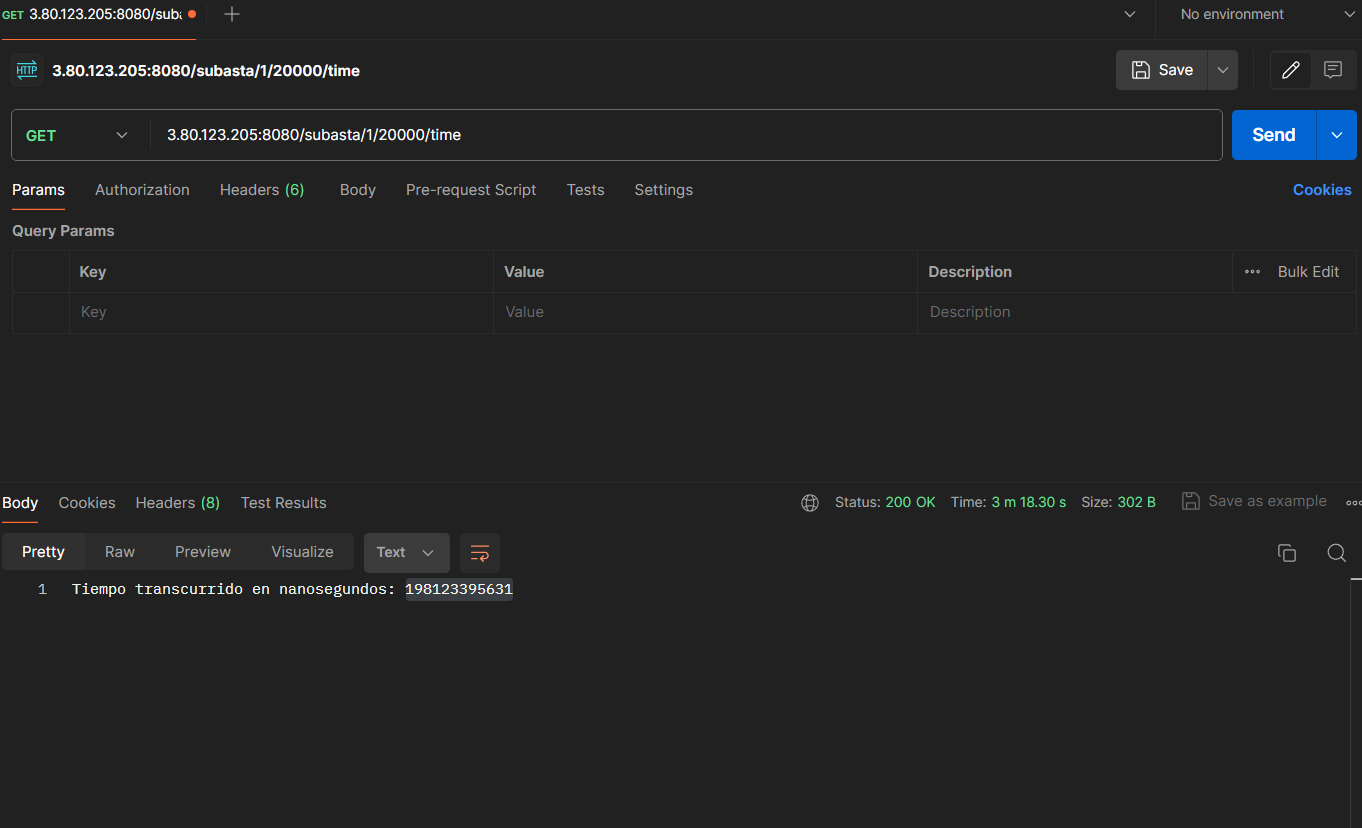 GET 3.80.123.205:8080/suba
No environment
HTTP 3.80.123.205:8080/subasta/1/20000/time
Save
GET 3.80.123.205:8080/subasta/1/20000/time Send
Params Authorization Headers (6) Body Pre-request Script Tests Settings Cookies
Query Params
Key Value Description Bulk Edit
Key Value Description
Body Cookies Headers (8) Test Results Status: 200 OK Time: 3 m 18.30 s Size: 302 B Save as example
Pretty Raw Preview Visualize Text
1 Tiempo transcurrido en nanosegundos: 198123395631